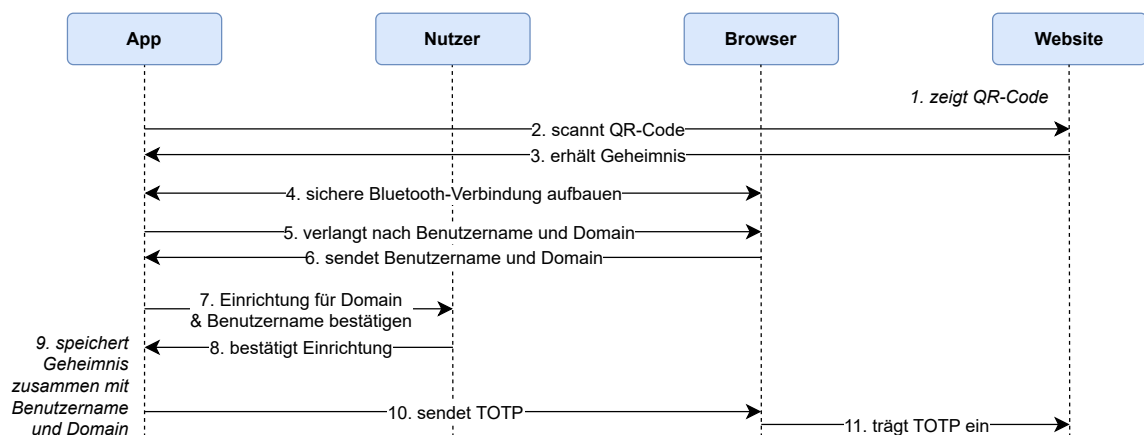 App
Nutzer
Browser
Website
1. zeigt QR-Code
2. scannt QR-Code
3. erhält Geheimnis
4. sichere Bluetooth-Verbindung aufbauen
5. verlangt nach Benutzername und Domain
6. sendet Benutzername und Domain
7. Einrichtung für Domain
& Benutzername bestätigen
8. bestätigt Einrichtung
9. speichert
Geheimnis
zusammen mit
Benutzername
und Domain
10. sendet TOTP
11. trägt TOTP ein